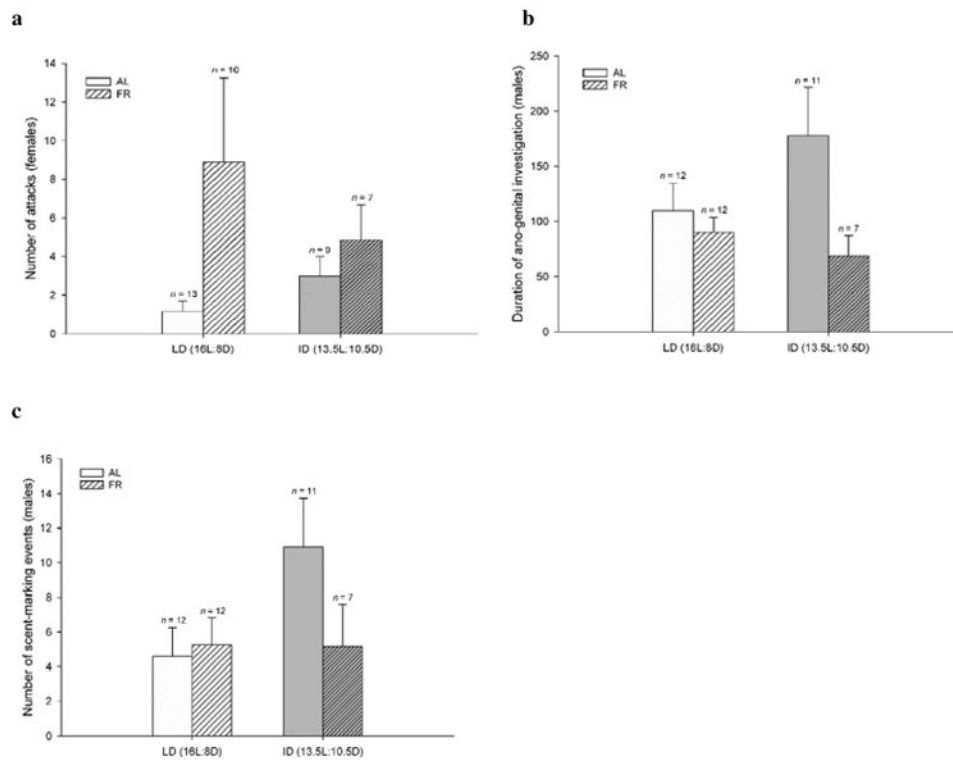 a
Number of attacks (females)
14
12
10
8
6
4
2
0
AL
FR
n = 13
n = 10
n = 9
n = 7
LD (16L:8D)
ID (13.5L:10.5D)
b
Duration of ano-genital investigation (males)
250
200
150
100
50
0
AL
FR
n = 12
n = 12
n = 11
n = 7
LD (16L:8D)
ID (13.5L:10.5D)
c
Number of scent-marking events (males)
16
14
12
10
8
6
4
2
0
AL
FR
n = 12
n = 12
n = 11
n = 7
LD (16L:8D)
ID (13.5L:10.5D)